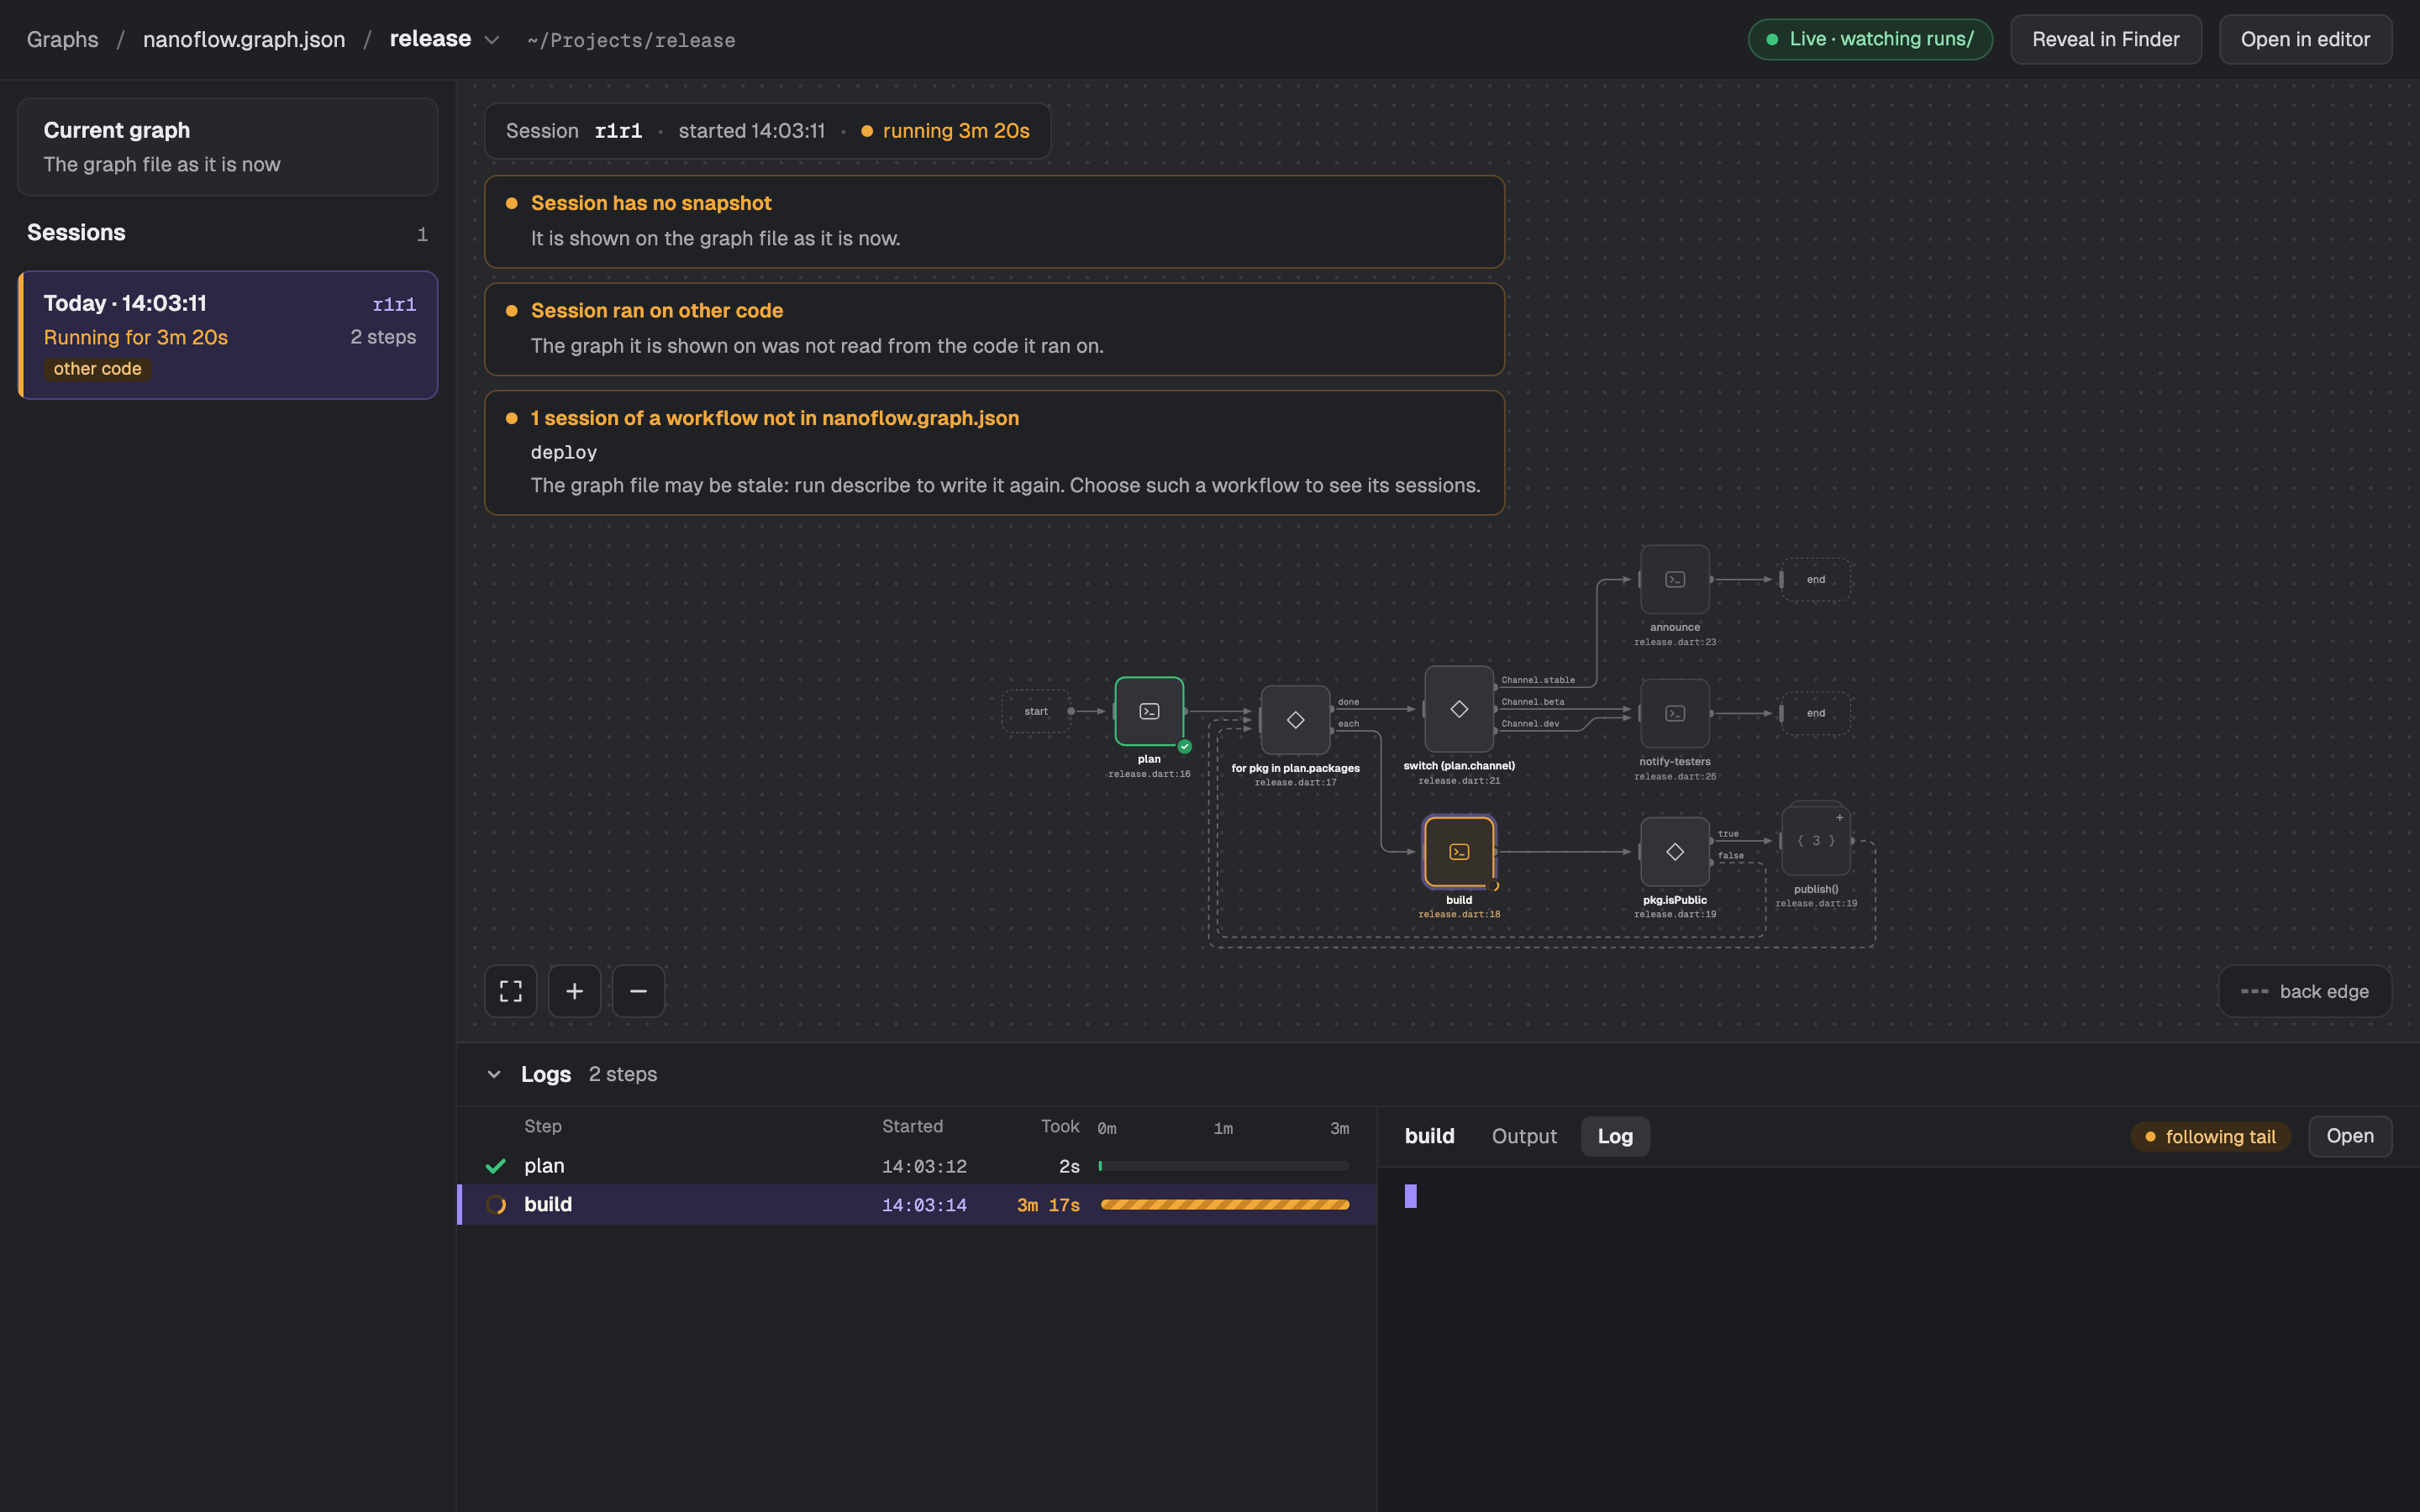 Graphs / nanoflow.graph.json / release ~/Projects/release
Live · watching runs/
Reveal in Finder
Open in editor
Current graph
The graph file as it is now
Sessions 1
Today · 14:03:11 r1r1
Running for 3m 20s 2 steps
other code
Session r1r1 · started 14:03:11 · running 3m 20s
Session has no snapshot
It is shown on the graph file as it is now.
Session ran on other code
The graph it is shown on was not read from the code it ran on.
1 session of a workflow not in nanoflow.graph.json
deploy
The graph file may be stale: run describe to write it again. Choose such a workflow to see its sessions.
announce
release.dart:23
end
start
plan
release.dart:16
for pkg in plan.packages
release.dart:17
done
each
switch (plan.channel)
release.dart:21
Channel.stable
Channel.beta
Channel.dev
notify-testers
release.dart:26
end
build
release.dart:18
pkg.isPublic
release.dart:19
true
false
{ 3 }
+
publish()
release.dart:19
back edge
Logs 2 steps
Step Started Took 0m 1m 3m
plan 14:03:12 2s
build 14:03:14 3m 17s
build Output Log
following tail
Open